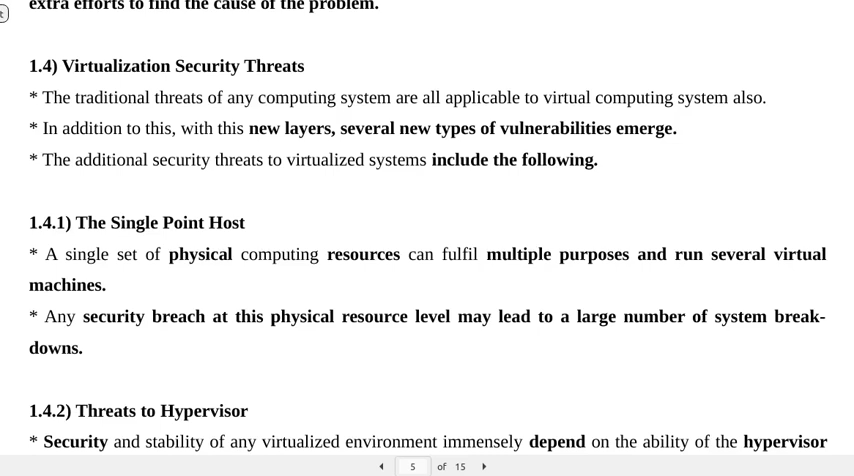 extra efforts to find the cause of the problem.
t
1.4) Virtualization Security Threats
* The traditional threats of any computing system are all applicable to virtual computing system also.
* In addition to this, with this new layers, several new types of vulnerabilities emerge.
* The additional security threats to virtualized systems include the following.
1.4.1) The Single Point Host
* A single set of physical computing resources can fulfil multiple purposes and run several virtual
machines.
* Any security breach at this physical resource level may lead to a large number of system break-
downs.
1.4.2) Threats to Hypervisor
* Security and stability of any virtualized environment immensely depend on the ability of the hypervisor
5 of 15